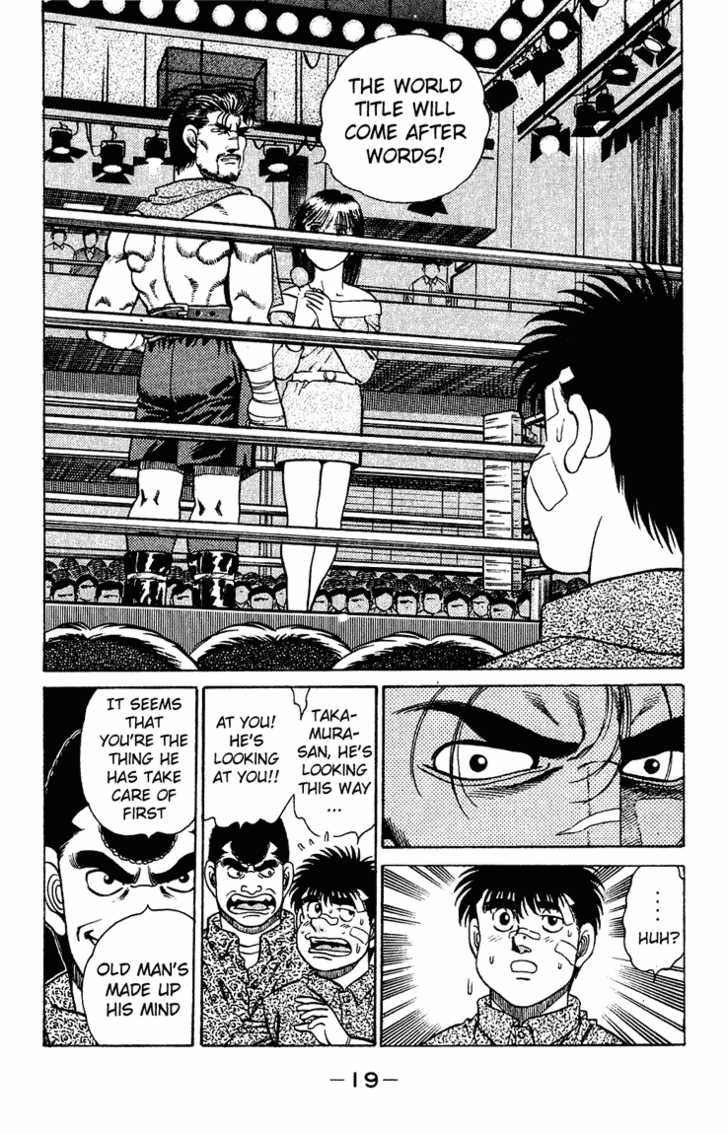 THE WORLD
TITLE WILL
COME AFTER
WORDS!
....
HUH?
TAKA-
MURA-
SAN, HE'S
LOOKING
THIS WAY
...
AT YOU!
HE'S
LOOKING
AT YOU!!
IT SEEMS
THAT
YOU'RE THE
THING HE
HAS TAKE
CARE OF
FIRST
OLD MAN'S
MADE UP
HIS MIND
-19-